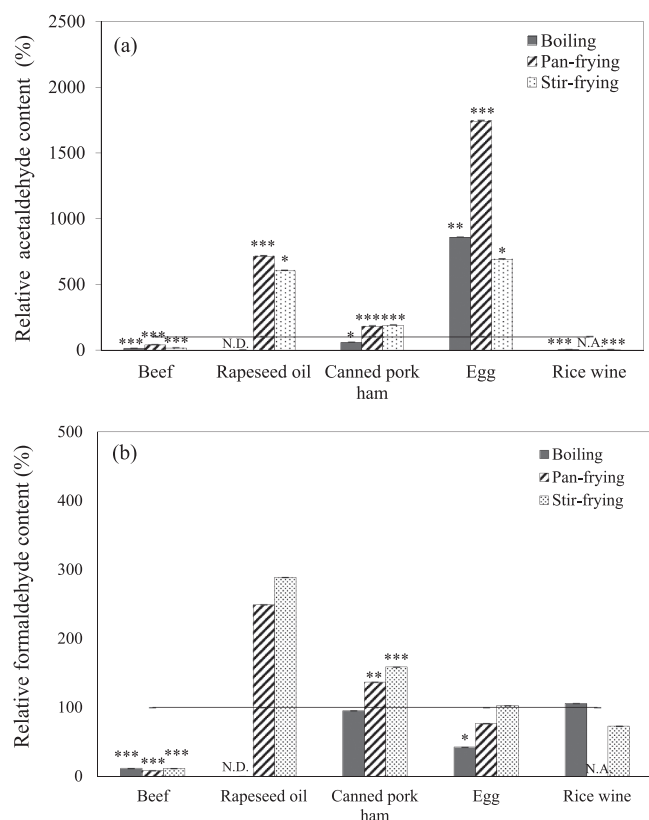 (a)
Relative acetaldehyde content (%)
2500
2000
1500
1000
500
0
Boiling
Pan-frying
Stir-frying
*** *** ***
N.D. *** *
* *** ***
** *** *
*** N.A. ***
Beef Rapeseed oil Canned pork ham Egg Rice wine
(b)
Relative formaldehyde content (%)
500
400
300
200
100
0
Boiling
Pan-frying
Stir-frying
*** *** ***
N.D.
** ***
*
N.A.
Beef Rapeseed oil Canned pork ham Egg Rice wine